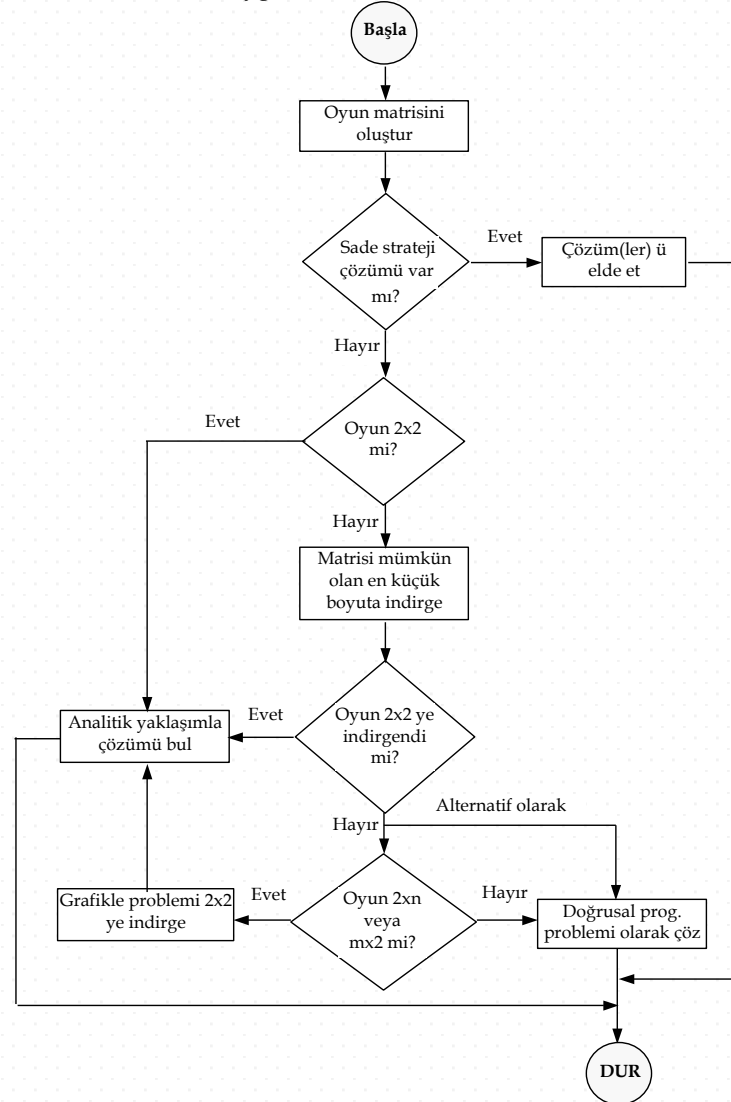 Başla
Oyun matrisini
oluştur
Sade strateji
çözümü var
mı?
Evet
Çözüm(ler) ü
elde et
Hayır
Oyun 2x2
mi?
Evet
Hayır
Matrisi mümkün
olan en küçük
boyuta indirge
Oyun 2x2 ye
indirgendi
mi?
Evet
Analitik yaklaşımla
çözümü bul
Hayır
Alternatif olarak
Oyun 2xn
veya
mx2 mi?
Evet
Grafikle problemi 2x2
ye indirge
Hayır
Doğrusal prog.
problemi olarak çöz
DUR